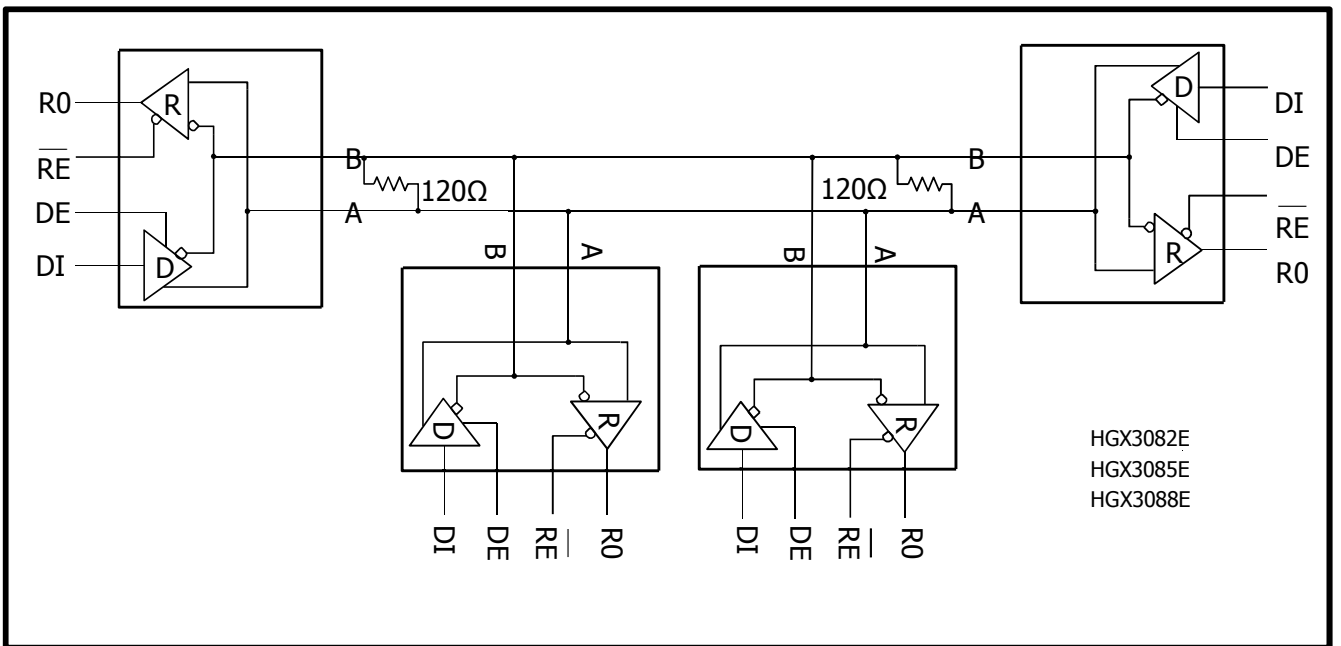 R0
R
RE
DE
DI
D
B
120Ω
A
120Ω
B
A
D
DI
DE
RE
R
R0
B
A
D
R
DI
DE
RE
R0
B
A
D
R
DI
DE
RE
R0
HGX3082E
HGX3085E
HGX3088E